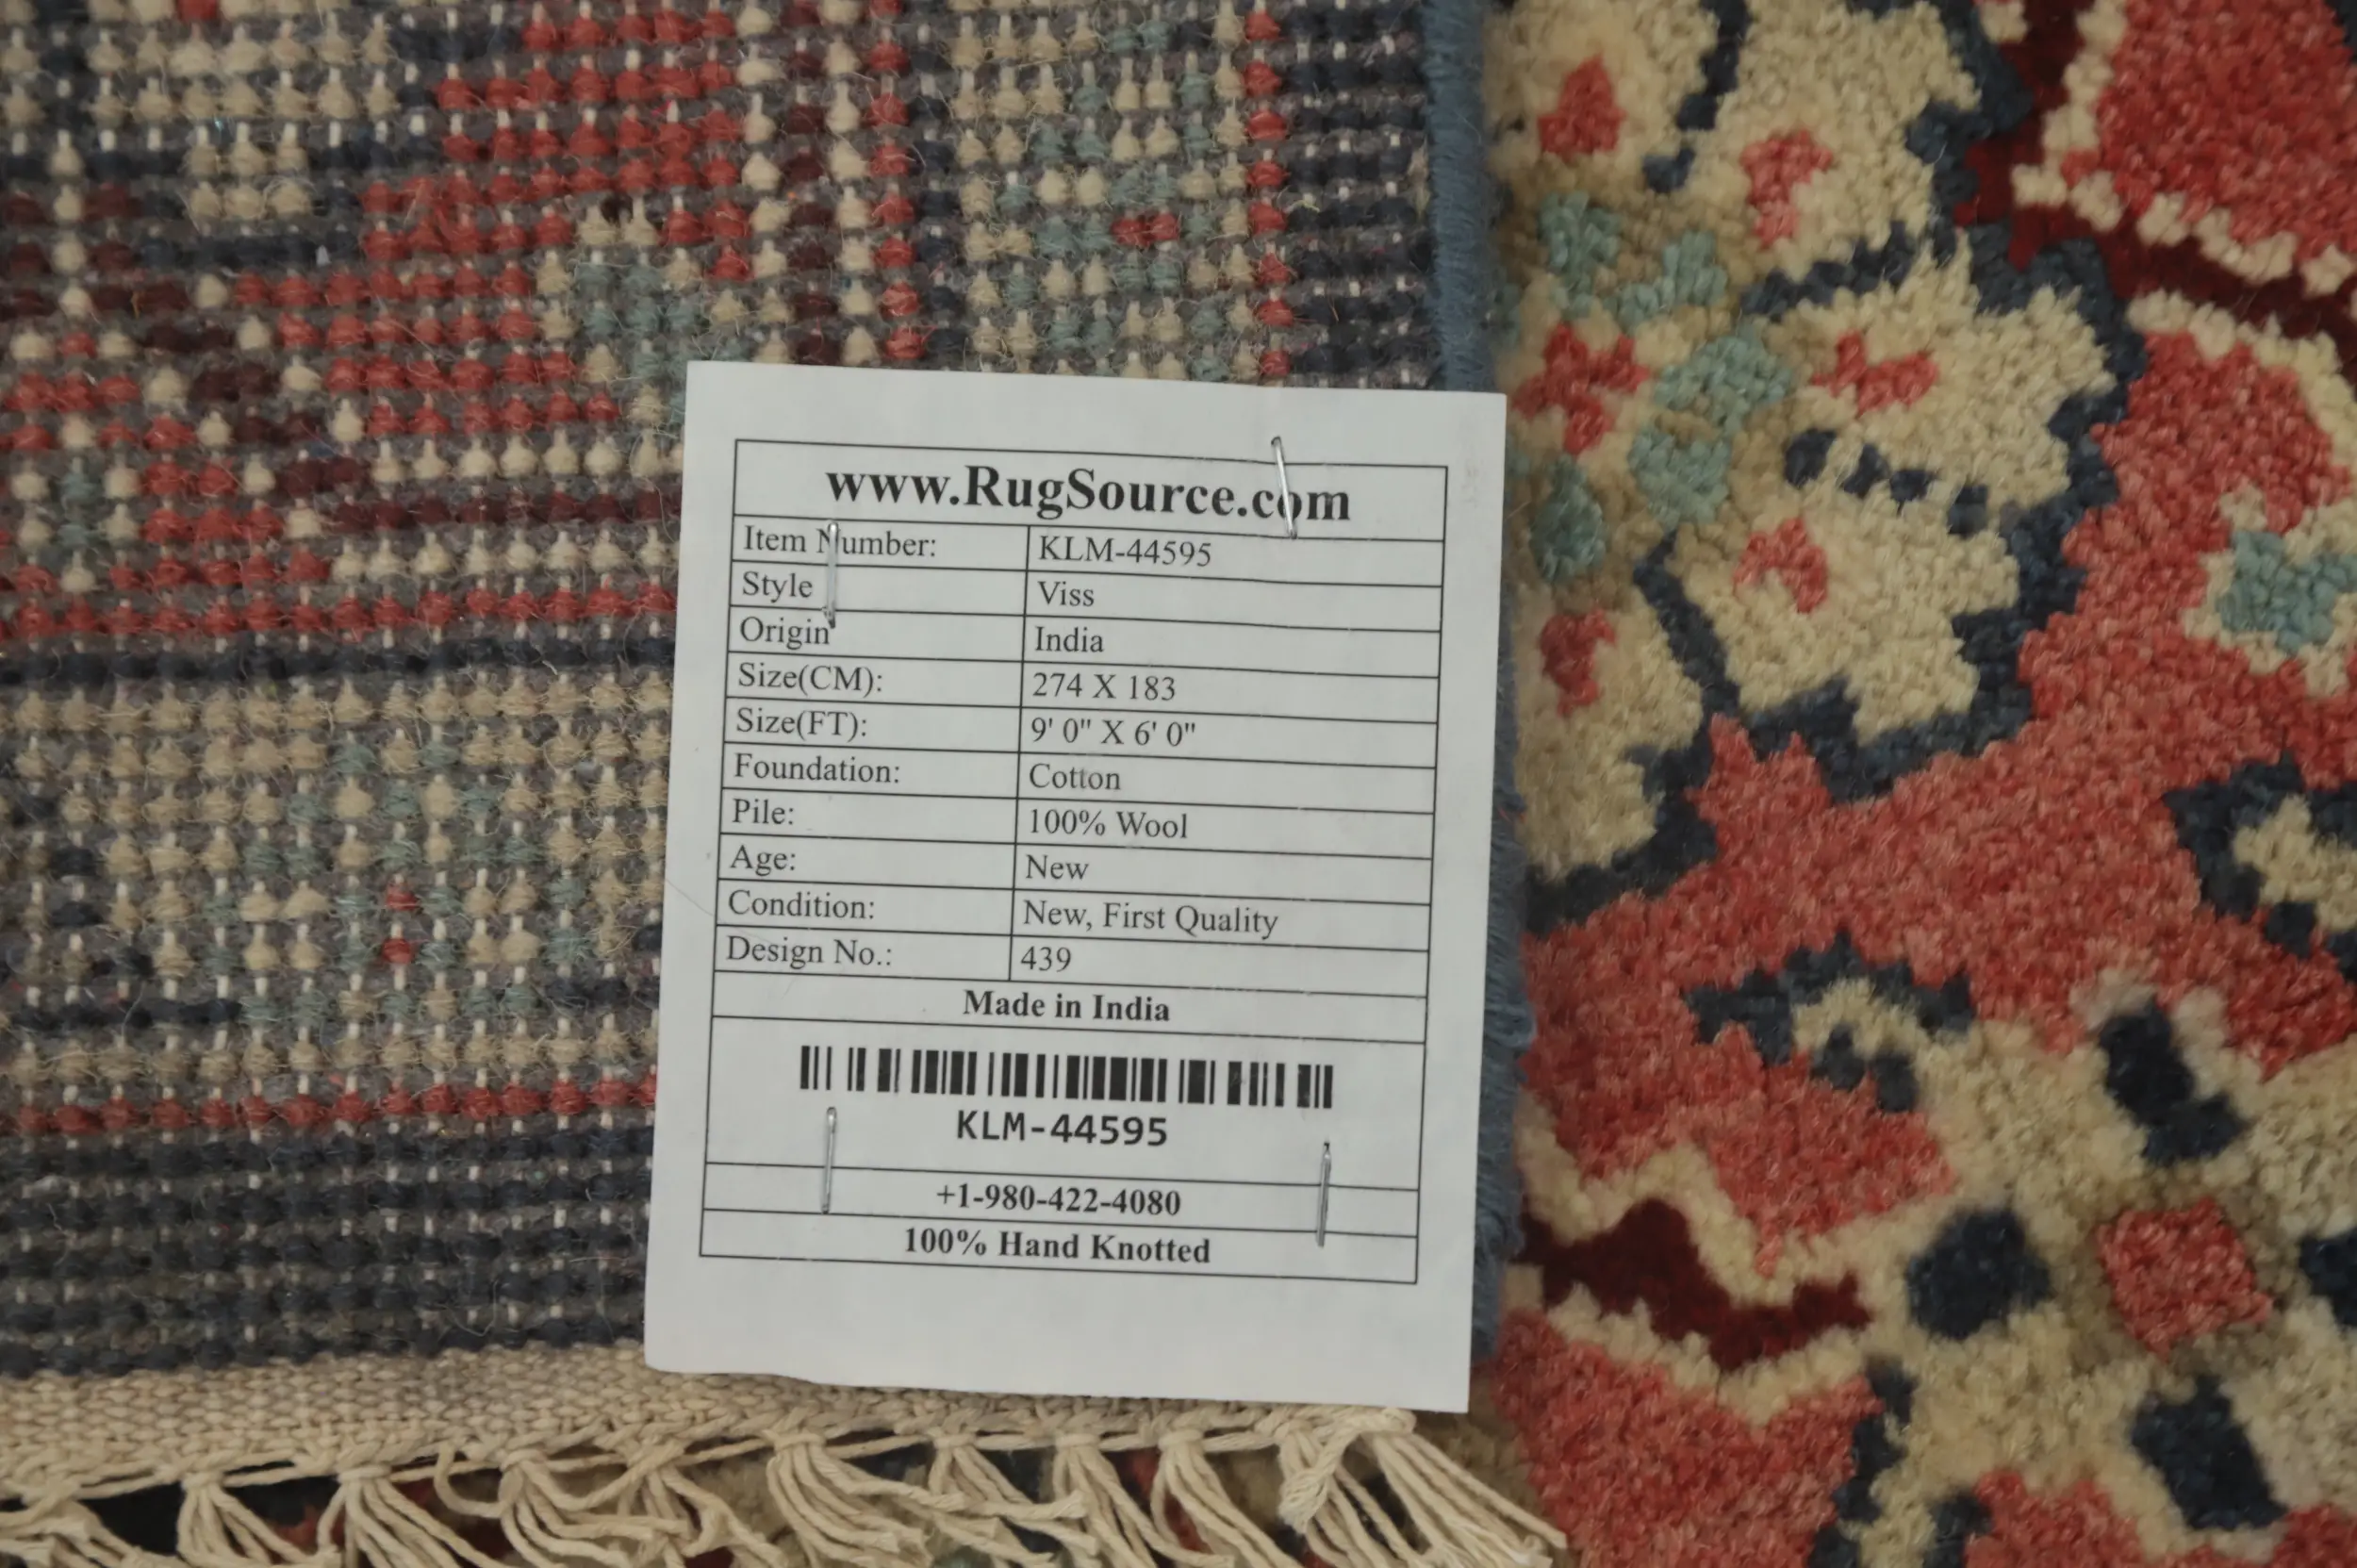 www.RugSource.com
Item Number: KLM-44595
Style Viss
Origin India
Size(CM): 274 X 183
Size(FT): 9' 0" X 6' 0"
Foundation: Cotton
Pile: 100% Wool
Age: New
Condition: New, First Quality
Design No.: 439
Made in India
KLM-44595
+1-980-422-4080
100% Hand Knotted